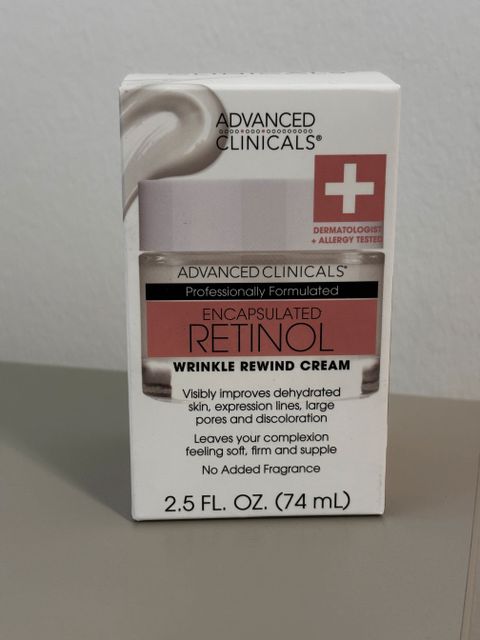 ADVANCED
CLINICALS®
DERMATOLOGIST
+ ALLERGY TESTED
ADVANCED CLINICALS®
Professionally Formulated
ENCAPSULATED
RETINOL
WRINKLE REWIND CREAM
Visibly improves dehydrated
skin, expression lines, large
pores and discoloration
Leaves your complexion
feeling soft, firm and supple
No Added Fragrance
2.5 FL. OZ. (74 mL)